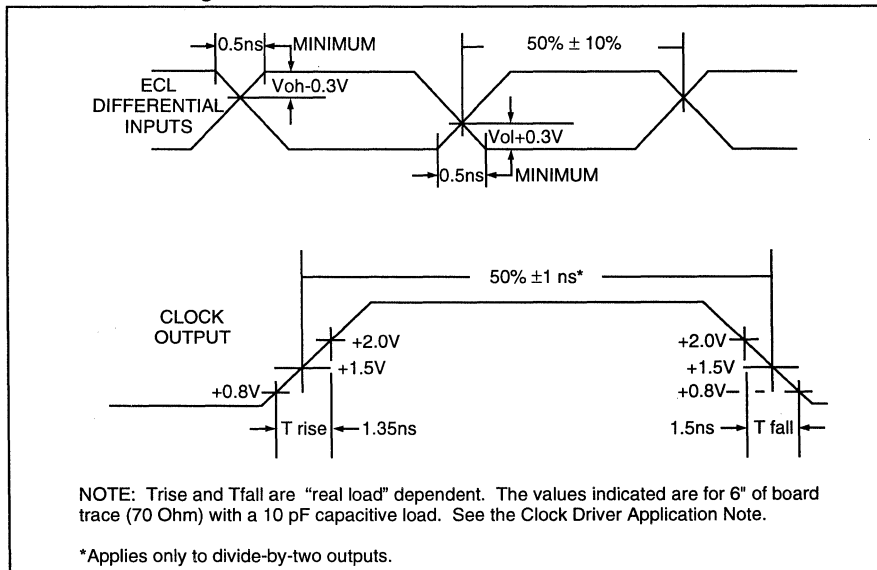 0.5ns MINIMUM
50% ± 10%
Voh-0.3V
ECL
DIFFERENTIAL
INPUTS
Vol+0.3V
0.5ns MINIMUM
50% ±1 ns*
CLOCK
OUTPUT
+2.0V
+2.0V
+1.5V
+1.5V
+0.8V
+0.8V
T rise 1.35ns
1.5ns T fall
NOTE: Trise and Tfall are "real load" dependent. The values indicated are for 6" of board
trace (70 Ohm) with a 10 pF capacitive load. See the Clock Driver Application Note.
*Applies only to divide-by-two outputs.